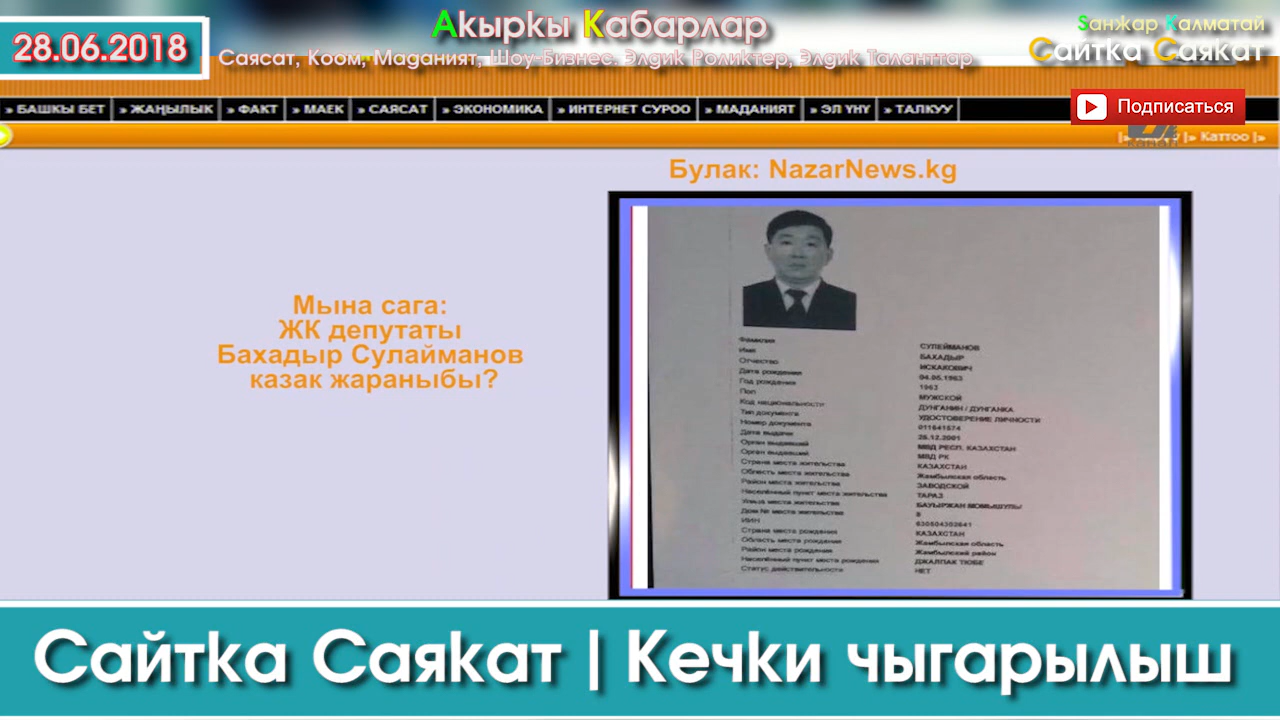 28.06.2018
Акыркы Кабарлар
Саясат, Коом, Маданият, Шоу-Бизнес. Элдик Роликтер, Элдик Таланттар
Sанжар Калматай
Сайтка Саякат
Подписаться
» БАШКЫ БЕТ » ЖАҢЫЛЫК » ФАКТ » МАЕК » САЯСАТ » ЭКОНОМИКА » ИНТЕРНЕТ СУРОО » МАДАНИЯТ » ЭЛ ҮНҮ » ТАЛКУУ
|» Каттоо |»
Булак: NazarNews.kg
Мына сага:
ЖК депутаты
Бахадыр Сулайманов
казак жараныбы?
Фамилия СУЛЕЙМАНОВ
Имя БАХАДЫР
Отчество ИСКАКОВИЧ
Дата рождения 04.05.1963
Год рождения 1963
Пол МУЖСКОЙ
Код национальности ДУНГАНИН / ДУНГАНКА
Тип документа УДОСТОВЕРЕНИЕ ЛИЧНОСТИ
Номер документа 011641574
Дата выдачи 26.12.2001
Орган выдавший МВД РЕСП. КАЗАХСТАН
Орган выдавший МВД РК
Страна места жительства КАЗАХСТАН
Область места жительства Жамбылская область
Район места жительства ЗАВОДСКОЙ
Населённый пункт места жительства ТАРАЗ
Улица места жительства БАУЫРЖАН МОМЫШУЛЫ
Дом № места жительства
ИИН
Страна места рождения КАЗАХСТАН
Область места рождения Жамбылская область
Район места рождения Жамбылский район
Населённый пункт места рождения ДЖАЛПАК ТЮБЕ
Статус действительности НЕТ
Сайтка Саякат | Кечки чыгарылыш